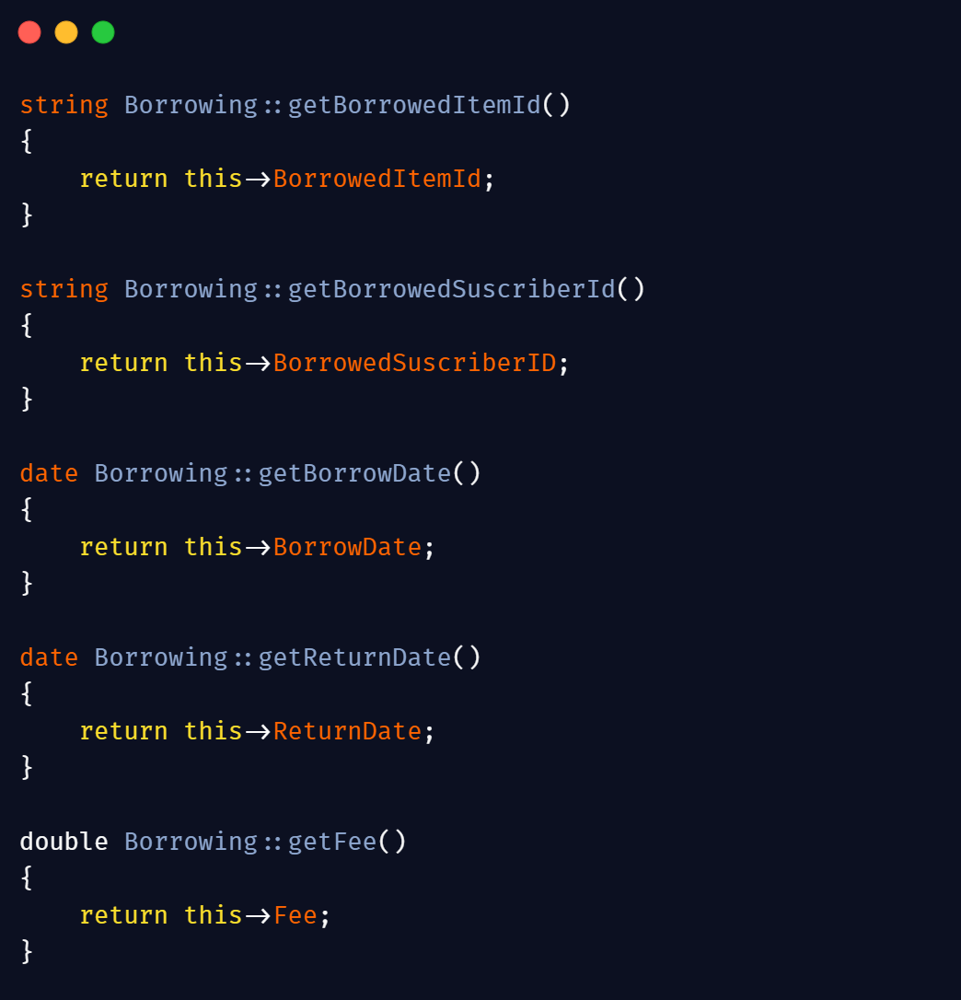 string Borrowing::getBorrowedItemId()
{
    return this->BorrowedItemId;
}

string Borrowing::getBorrowedSuscriberId()
{
    return this->BorrowedSuscriberID;
}

date Borrowing::getBorrowDate()
{
    return this->BorrowDate;
}

date Borrowing::getReturnDate()
{
    return this->ReturnDate;
}

double Borrowing::getFee()
{
    return this->Fee;
}